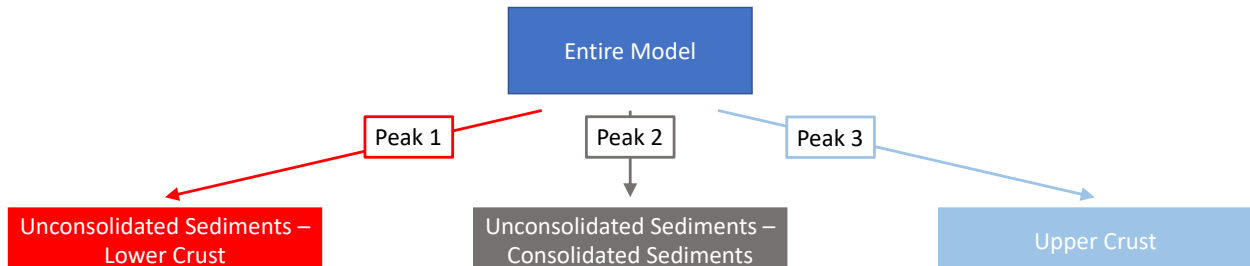 Entire Model
Peak 1
Peak 2
Peak 3
Unconsolidated Sediments –
Lower Crust
Unconsolidated Sediments –
Consolidated Sediments
Upper Crust